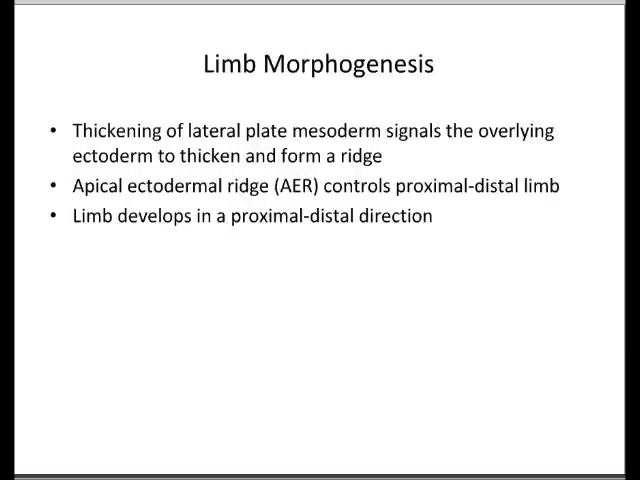 Limb Morphogenesis
• Thickening of lateral plate mesoderm signals the overlying
ectoderm to thicken and form a ridge
• Apical ectodermal ridge (AER) controls proximal-distal limb
• Limb develops in a proximal-distal direction